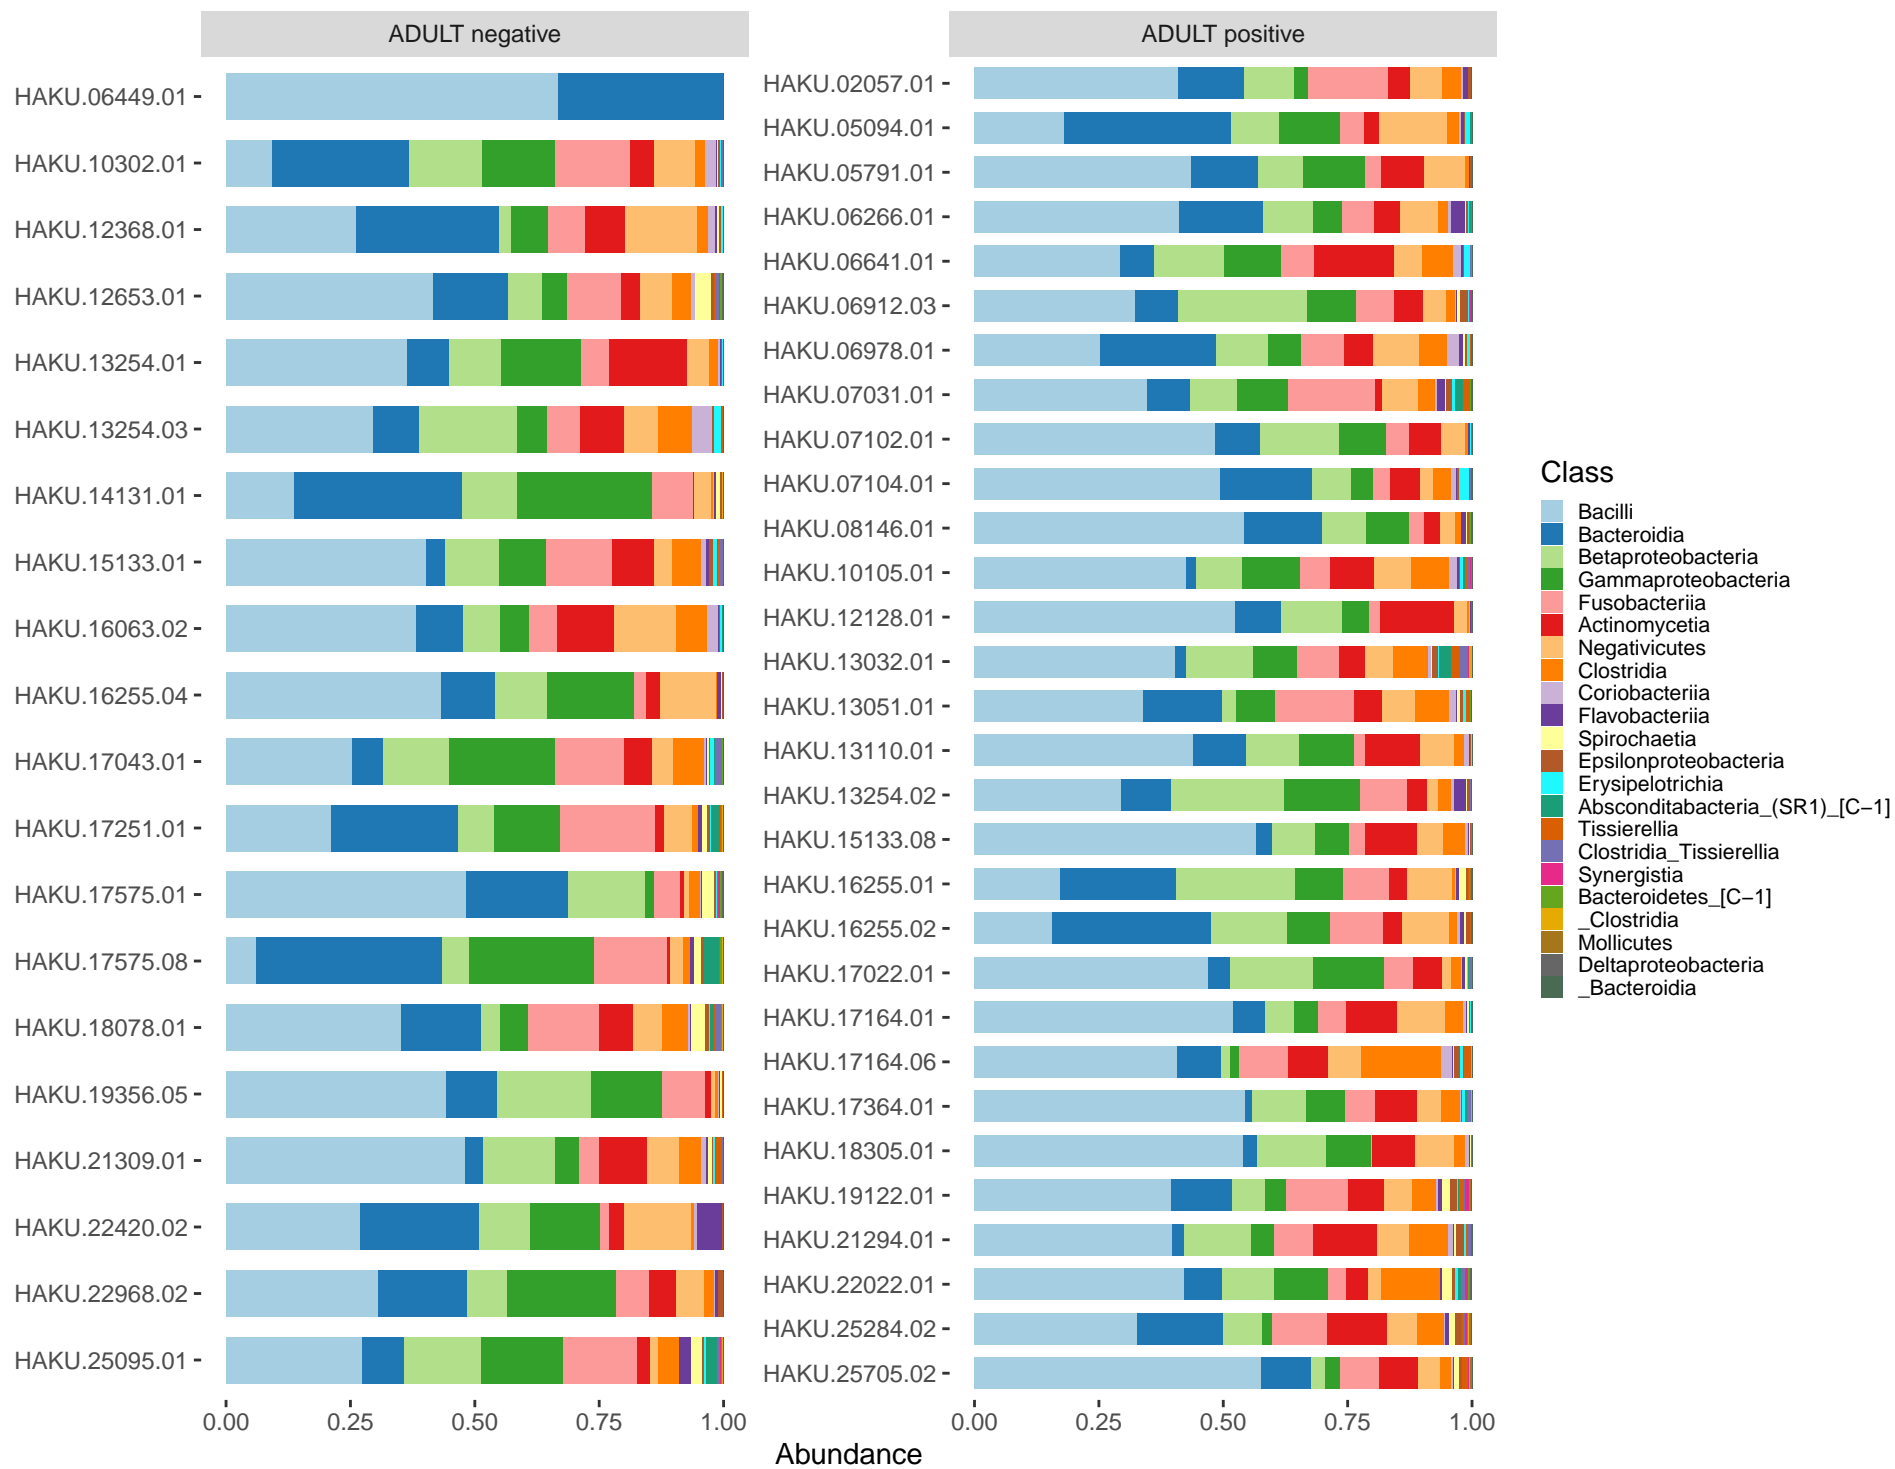 ADULT negative
ADULT positive
HAKU.06449.01
HAKU.10302.01
HAKU.12368.01
HAKU.12653.01
HAKU.13254.01
HAKU.13254.03
HAKU.14131.01
HAKU.15133.01
HAKU.16063.02
HAKU.16255.04
HAKU.17043.01
HAKU.17251.01
HAKU.17575.01
HAKU.17575.08
HAKU.18078.01
HAKU.19356.05
HAKU.21309.01
HAKU.22420.02
HAKU.22968.02
HAKU.25095.01
0.00 0.25 0.50 0.75 1.00
HAKU.02057.01
HAKU.05094.01
HAKU.05791.01
HAKU.06266.01
HAKU.06641.01
HAKU.06912.03
HAKU.06978.01
HAKU.07031.01
HAKU.07102.01
HAKU.07104.01
HAKU.08146.01
HAKU.10105.01
HAKU.12128.01
HAKU.13032.01
HAKU.13051.01
HAKU.13110.01
HAKU.13254.02
HAKU.15133.08
HAKU.16255.01
HAKU.16255.02
HAKU.17022.01
HAKU.17164.01
HAKU.17164.06
HAKU.17364.01
HAKU.18305.01
HAKU.19122.01
HAKU.21294.01
HAKU.22022.01
HAKU.25284.02
HAKU.25705.02
0.00 0.25 0.50 0.75 1.00
Abundance
Class
Bacilli
Bacteroidia
Betaproteobacteria
Gammaproteobacteria
Fusobacteriia
Actinomycetia
Negativicutes
Clostridia
Coriobacteriia
Flavobacteriia
Spirochaetia
Epsilonproteobacteria
Erysipelotrichia
Absconditabacteria_(SR1)_[C−1]
Tissierellia
Clostridia_Tissierellia
Synergistia
Bacteroidetes_[C−1]
_Clostridia
Mollicutes
Deltaproteobacteria
_Bacteroidia